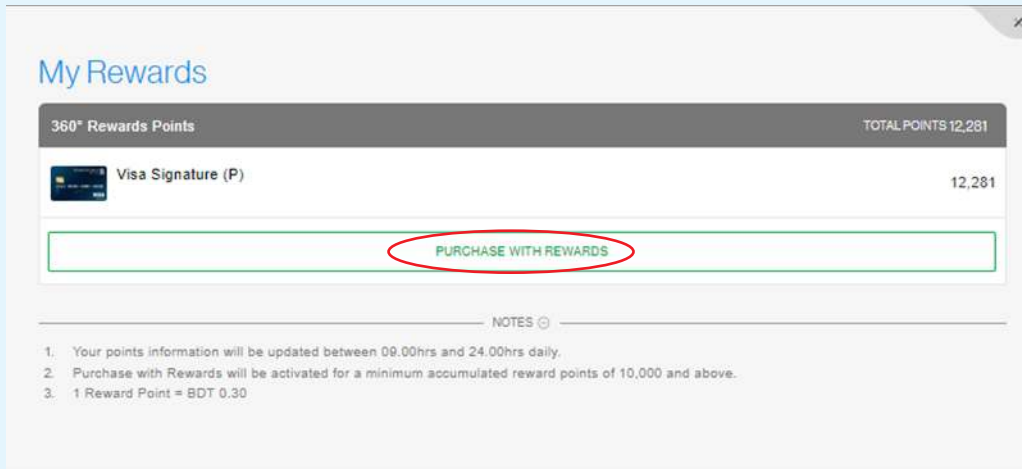 My Rewards
360° Rewards Points TOTAL POINTS 12,281
Visa Signature (P)
12,281
VISA
PURCHASE WITH REWARDS
NOTES
1. Your points information will be updated between 09.00hrs and 24.00hrs daily.
2. Purchase with Rewards will be activated for a minimum accumulated reward points of 10,000 and above.
3. 1 Reward Point = BDT 0.30